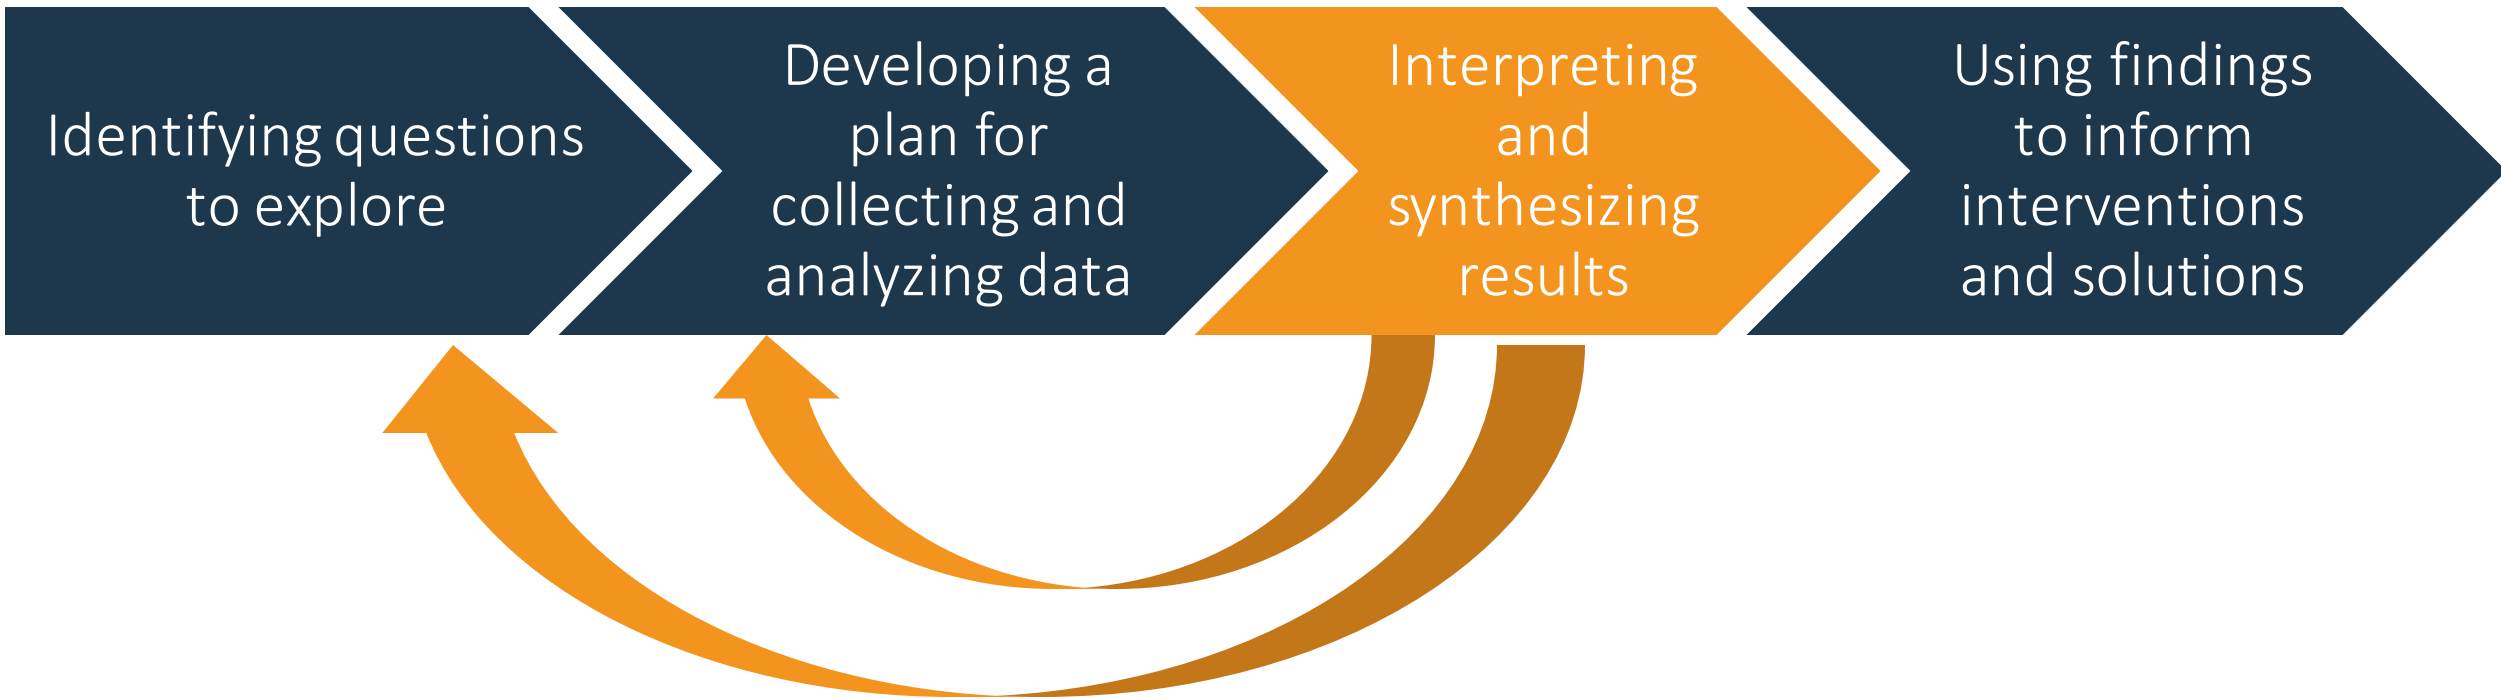 Identifying questions
to explore
Developing a
plan for
collecting and
analyzing data
Interpreting
and
synthesizing
results
Using findings
to inform
interventions
and solutions